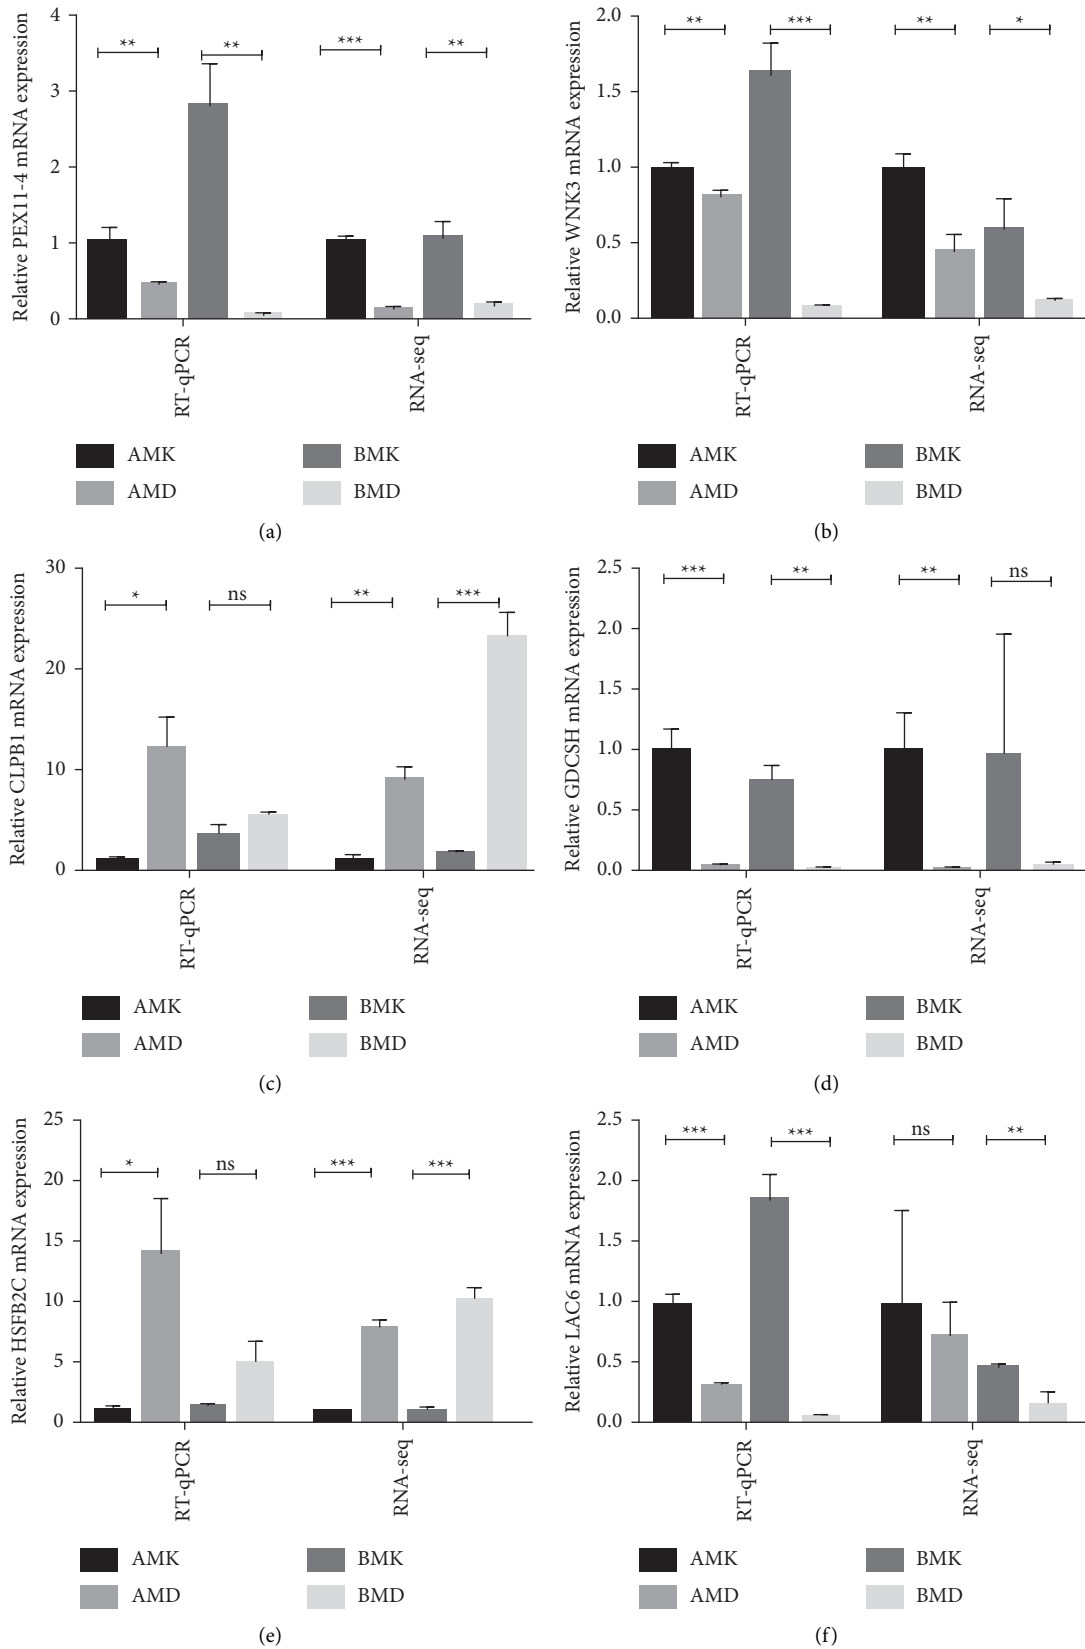 Relative PEX11-4 mRNA expression
4
3
2
1
0
** ** *** **
RT-qPCR
RNA-seq
AMK BMK
AMD BMD
(a)
Relative WNK3 mRNA expression
2.0
1.5
1.0
0.5
0.0
** *** ** *
RT-qPCR
RNA-seq
AMK BMK
AMD BMD
(b)
Relative CLPB1 mRNA expression
30
20
10
0
* ns ** ***
RT-qPCR
RNA-seq
AMK BMK
AMD BMD
(c)
Relative GDCSH mRNA expression
2.5
2.0
1.5
1.0
0.5
0.0
*** ** ** ns
RT-qPCR
RNA-seq
AMK BMK
AMD BMD
(d)
Relative HSFB2C mRNA expression
25
20
15
10
5
0
* ns *** ***
RT-qPCR
RNA-seq
AMK BMK
AMD BMD
(e)
Relative LAC6 mRNA expression
2.5
2.0
1.5
1.0
0.5
0.0
*** *** ns **
RT-qPCR
RNA-seq
AMK BMK
AMD BMD
(f)